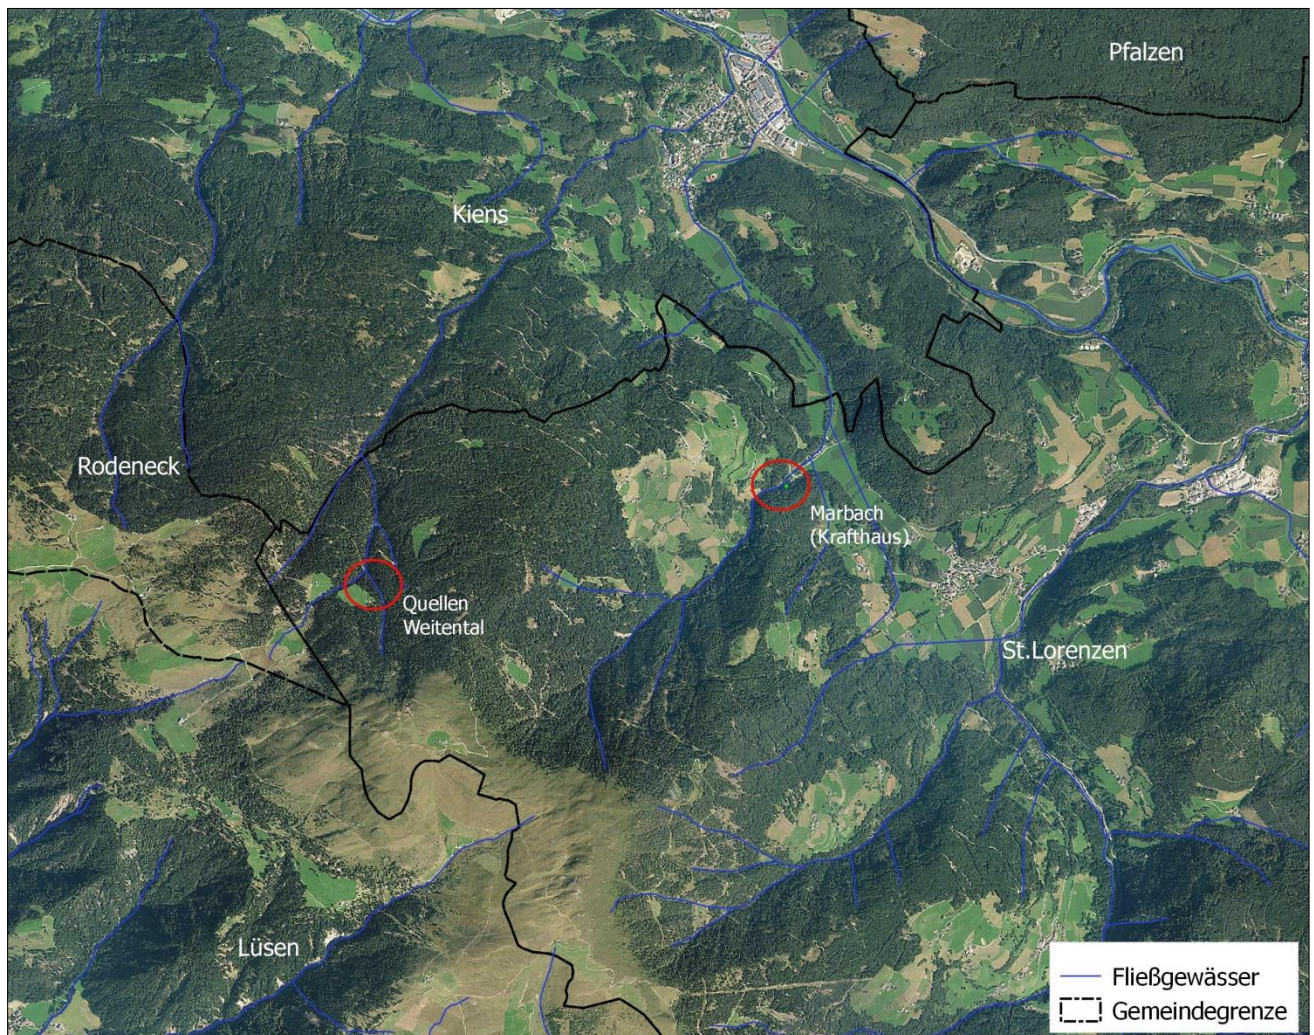 Pfalzen
Kiens
Rodeneck
Marbach
(Krafthaus)
Quellen
Weitental
St.Lorenzen
Lüsen
Fließgewässer
Gemeindegrenze